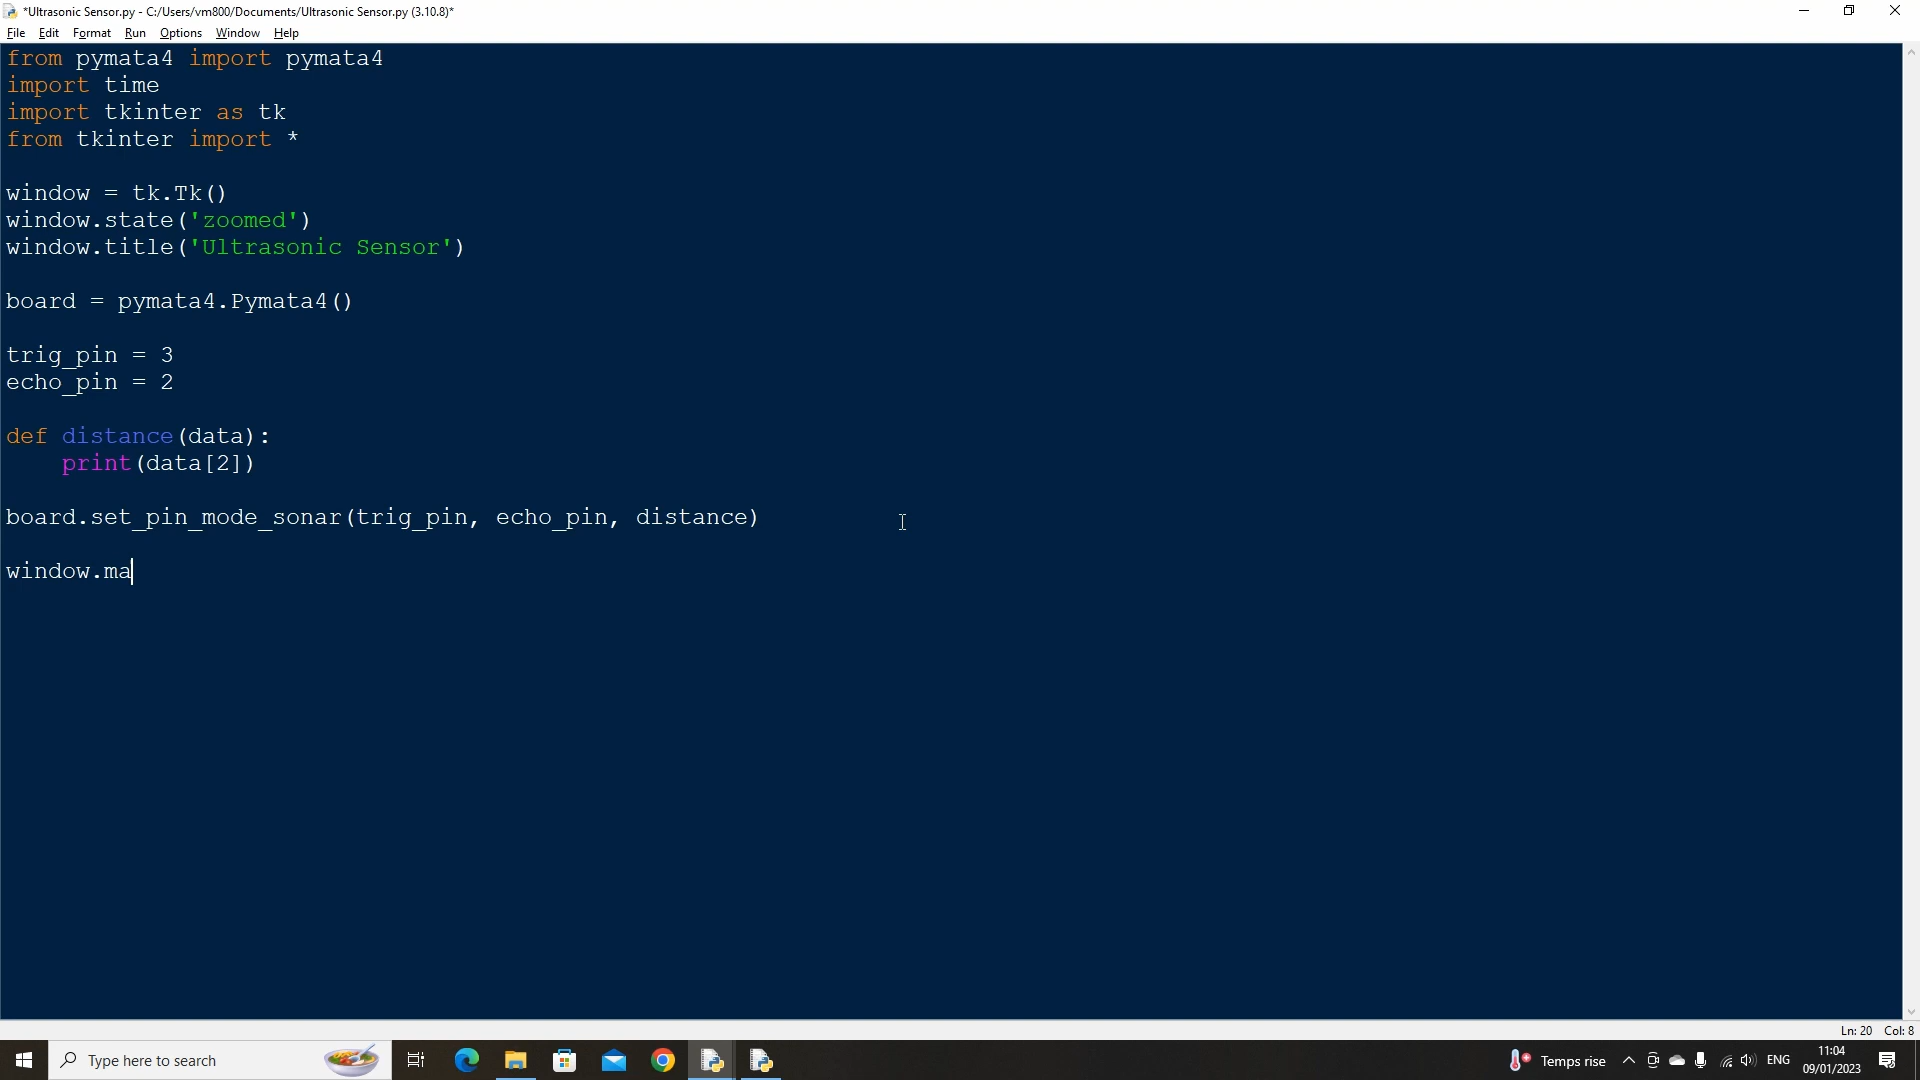 *Ultrasonic Sensor.py - C:/Users/vm800/Documents/Ultrasonic Sensor.py (3.10.8)*
File Edit Format Run Options Window Help
from pymata4 import pymata4
import time
import tkinter as tk
from tkinter import *
window = tk.Tk()
window.state('zoomed')
window.title('Ultrasonic Sensor')
board = pymata4.Pymata4()
trig_pin = 3
echo_pin = 2
def distance(data):
    print(data[2])
board.set_pin_mode_sonar(trig_pin, echo_pin, distance)
window.ma
Ln: 20 Col: 8
Type here to search
Temps rise
ENG
11:04
09/01/2023